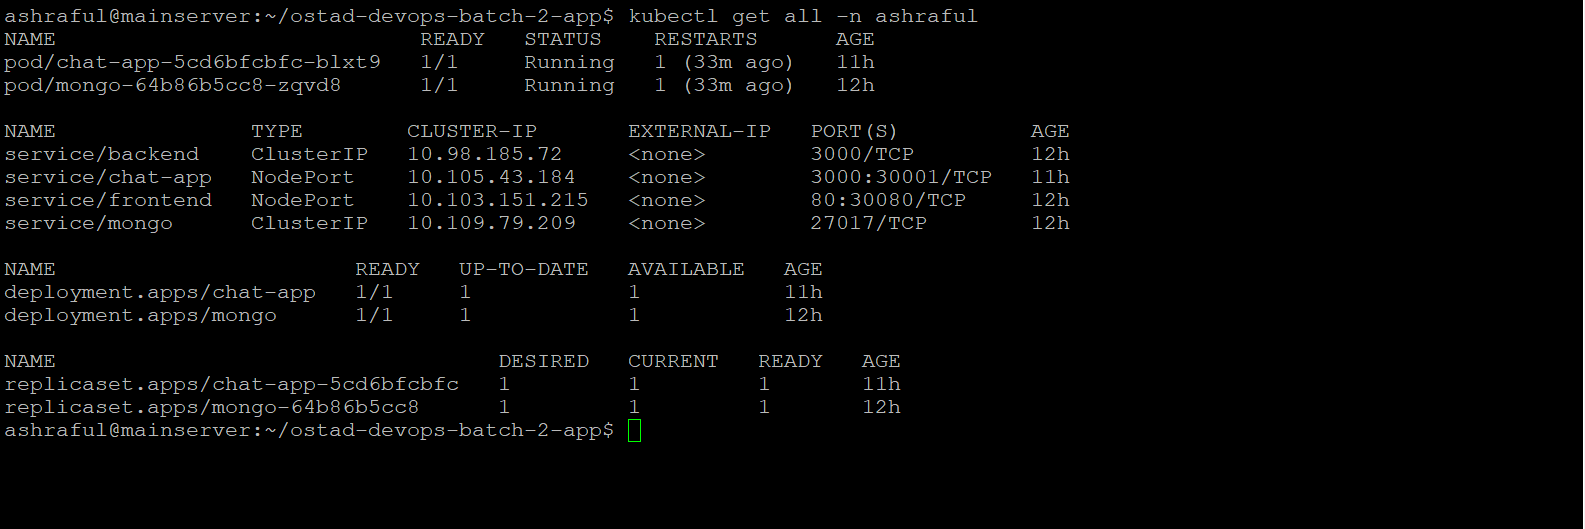 ashraful@mainserver:~/ostad-devops-batch-2-app$ kubectl get all -n ashraful
NAME                            READY   STATUS    RESTARTS      AGE
pod/chat-app-5cd6bfcbfc-blxt9   1/1     Running   1 (33m ago)   11h
pod/mongo-64b86b5cc8-zqvd8      1/1     Running   1 (33m ago)   12h

NAME               TYPE        CLUSTER-IP       EXTERNAL-IP   PORT(S)          AGE
service/backend    ClusterIP   10.98.185.72     <none>        3000/TCP         12h
service/chat-app   NodePort    10.105.43.184    <none>        3000:30001/TCP   11h
service/frontend   NodePort    10.103.151.215   <none>        80:30080/TCP     12h
service/mongo      ClusterIP   10.109.79.209    <none>        27017/TCP        12h

NAME                       READY   UP-TO-DATE   AVAILABLE   AGE
deployment.apps/chat-app   1/1     1            1           11h
deployment.apps/mongo      1/1     1            1           12h

NAME                                  DESIRED   CURRENT   READY   AGE
replicaset.apps/chat-app-5cd6bfcbfc   1         1         1       11h
replicaset.apps/mongo-64b86b5cc8      1         1         1       12h
ashraful@mainserver:~/ostad-devops-batch-2-app$